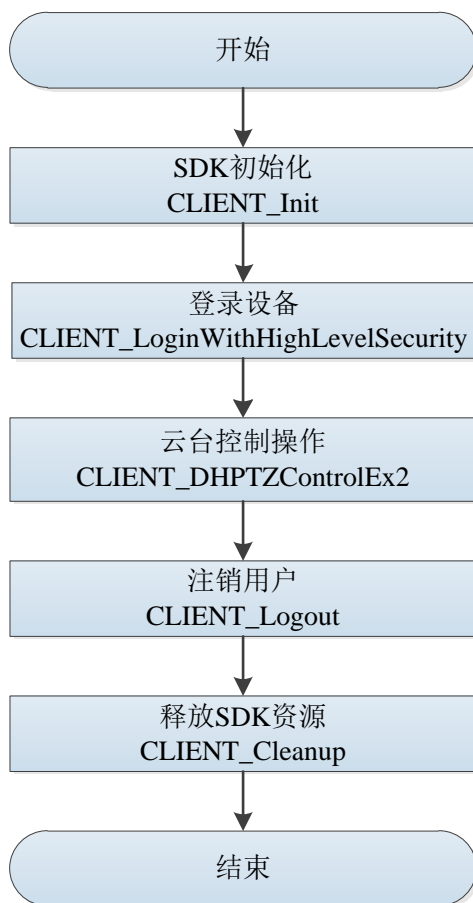 开始
SDK初始化
CLIENT_Init
登录设备
CLIENT_LoginWithHighLevelSecurity
云台控制操作
CLIENT_DHPTZControlEx2
注销用户
CLIENT_Logout
释放SDK资源
CLIENT_Cleanup
结束